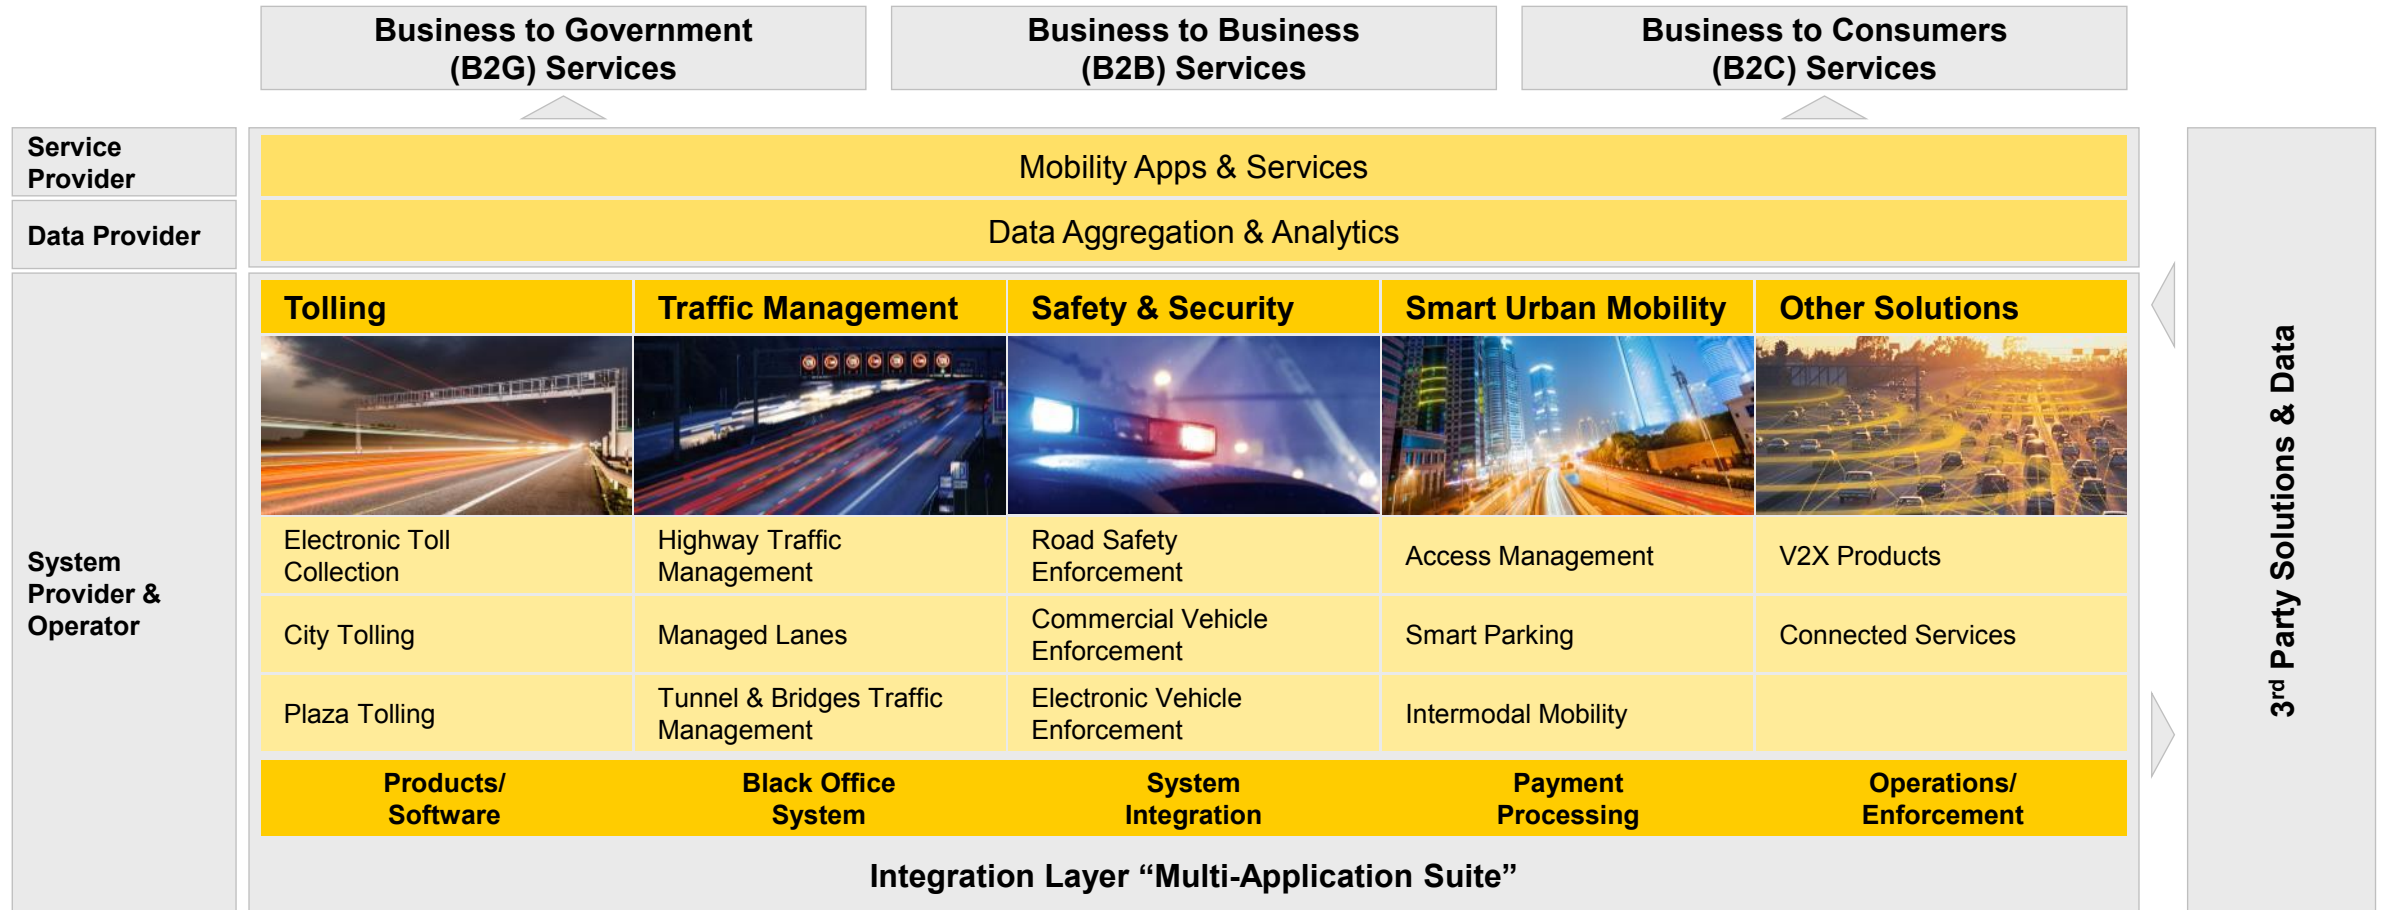 Business to Government
(B2G) Services
Business to Business
(B2B) Services
Business to Consumers
(B2C) Services
Service
Provider
Mobility Apps & Services
Data Provider
Data Aggregation & Analytics
System
Provider &
Operator
Tolling
Traffic Management
Safety & Security
Smart Urban Mobility
Other Solutions
Electronic Toll
Collection
Highway Traffic
Management
Road Safety
Enforcement
Access Management
V2X Products
City Tolling
Managed Lanes
Commercial Vehicle
Enforcement
Smart Parking
Connected Services
Plaza Tolling
Tunnel & Bridges Traffic
Management
Electronic Vehicle
Enforcement
Intermodal Mobility
Products/
Software
Black Office
System
System
Integration
Payment
Processing
Operations/
Enforcement
Integration Layer “Multi-Application Suite”
3rd Party Solutions & Data